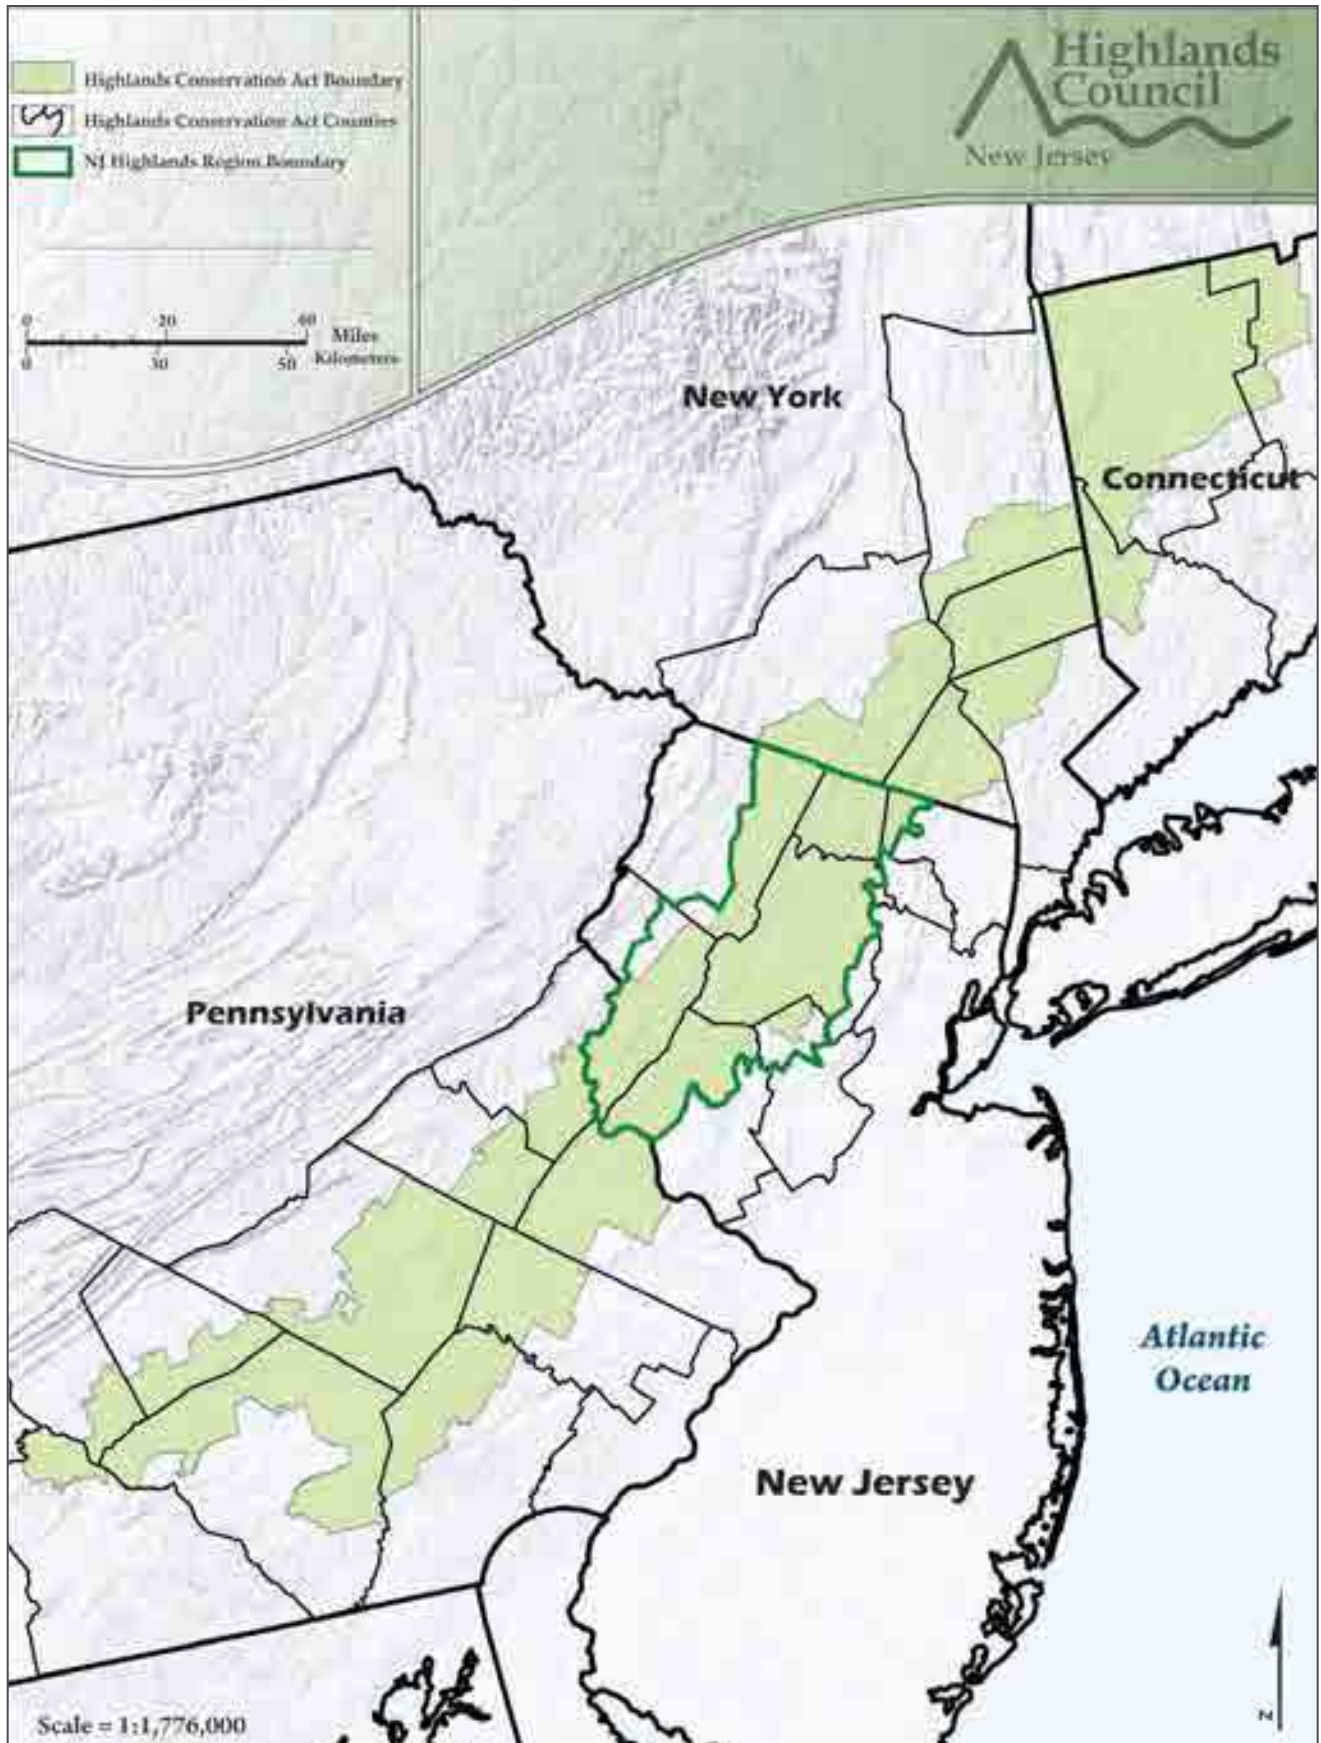 Highlands Conservation Act Boundary
Highlands Conservation Act Counties
NJ Highlands Region Boundary
Highlands
Council
New Jersey
0 20 60
Miles
0 30 50 Kilometers
New York
Connecticut
Pennsylvania
Atlantic
Ocean
New Jersey
Scale = 1:1,776,000
N